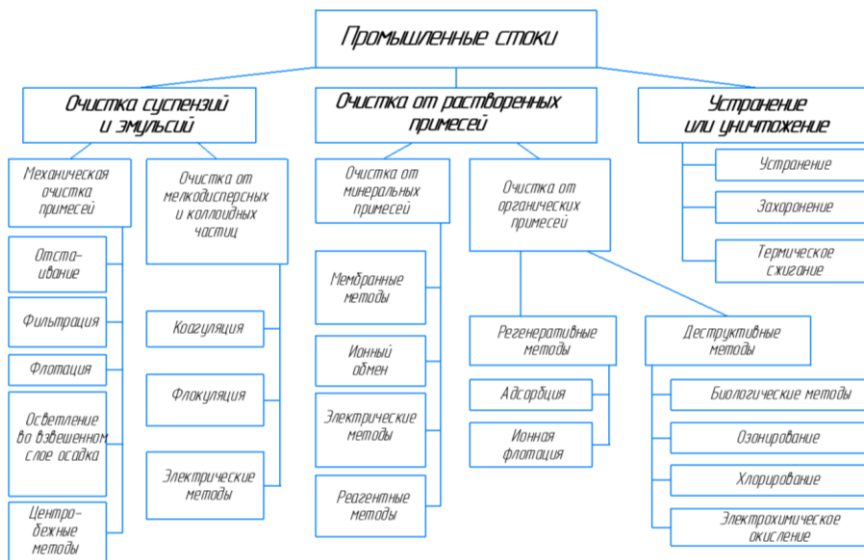 Промышленные стоки
Очистка суспензий
и эмульсий
Очистка от растворенных
примесей
Устранение
или уничтожение
Механическая
очистка
примесей
Отста-
ивание
Фильтрация
Флотация
Осветление
во взвешенном
слое осадка
Центро-
бежные
методы
Очистка от
мелкодисперсных
и коллоидных
частиц
Коагуляция
Флокуляция
Электрические
методы
Очистка от
минеральных
примесей
Мембранные
методы
Ионный
обмен
Электрические
методы
Реагентные
методы
Очистка от
органических
примесей
Регенеративные
методы
Адсорбция
Ионная
флотация
Деструктивные
методы
Биологические методы
Озонирование
Хлорирование
Электрохимическое
окисление
Устранение
Захоронение
Термическое
сжигание